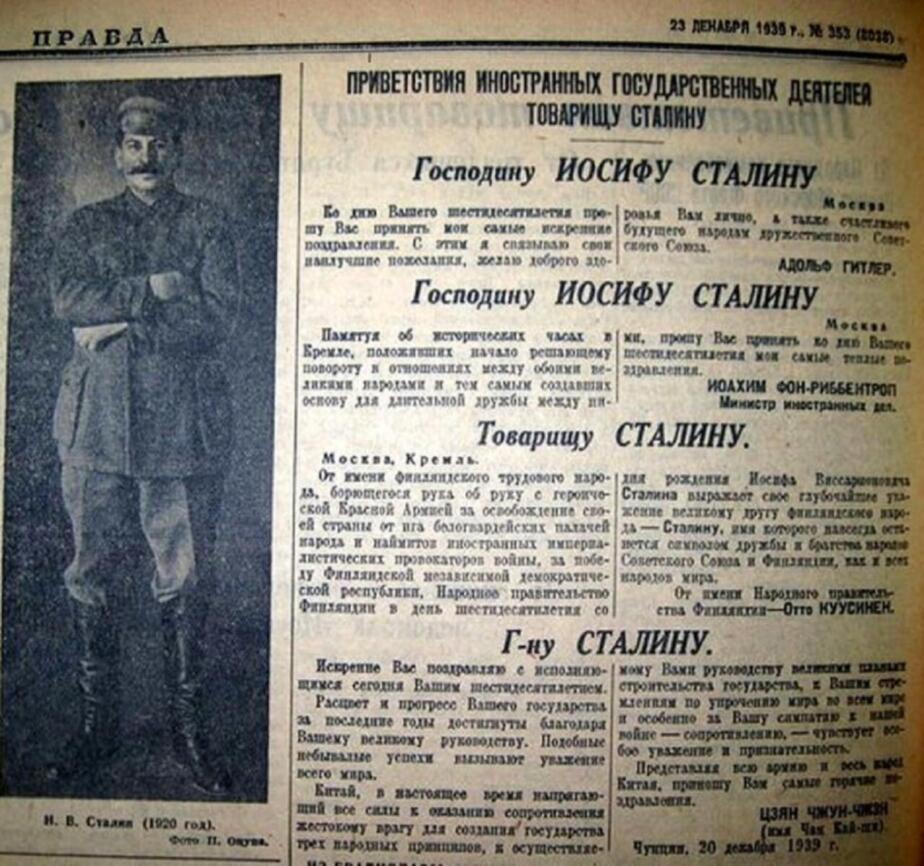 ПРАВДА
23 ДЕКАБРЯ 1939 г., № 353 (8038)
И. В. Сталин (1920 год).
Фото П. Оцупа.
ПРИВЕТСТВИЯ ИНОСТРАННЫХ ГОСУДАРСТВЕННЫХ ДЕЯТЕЛЕЙ
ТОВАРИЩУ СТАЛИНУ
Господину ИОСИФУ СТАЛИНУ
Москва
Ко дню Вашего шестидесятилетия про-
шу Вас принять мои самые искренние
поздравления. С этим я связываю свои
наилучшие пожелания, желаю доброго здо-
ровья Вам лично, а также счастливого
будущего народам дружественного Совет-
ского Союза.
АДОЛЬФ ГИТЛЕР.
Господину ИОСИФУ СТАЛИНУ
Москва
Памятуя об исторических часах в
Кремле, положивших начало решающему
повороту в отношениях между обоими ве-
ликими народами и тем самым создавших
основу для длительной дружбы между ни-
ми, прошу Вас принять ко дню Вашего
шестидесятилетия мои самые теплые по-
здравления.
ИОАХИМ ФОН-РИББЕНТРОП
Министр иностранных дел.
Товарищу СТАЛИНУ.
Москва, Кремль.
От имени финляндского трудового наро-
да, борющегося рука об руку с героиче-
ской Красной Армией за освобождение сво-
ей страны от ига белогвардейских палачей
народа и наймитов иностранных империа-
листических провокаторов войны, за побе-
ду Финляндской независимой демократиче-
ской республики, Народное правительство
Финляндии в день шестидесятилетия со
дня рождения Иосифа Виссарионовича
Сталина выражает свое глубочайшее ува-
жение великому другу финляндского наро-
да — Сталину, имя которого навсегда оста-
нется символом дружбы и братства народов
Советского Союза и Финляндии, как и всех
народов мира.
От имени Народного правитель-
ства Финляндии—Отто КУУСИНЕН.
Г-ну СТАЛИНУ.
Искренне Вас поздравляю с исполняю-
щимся сегодня Вашим шестидесятилетием.
Расцвет и прогресс Вашего государства
за последние годы достигнуты благодаря
Вашему великому руководству. Подобные
небывалые успехи вызывают уважение
всего мира.
Китай, в настоящее время напрягаю-
щий все силы к оказанию сопротивления
жестокому врагу для создания государства
трех народных принципов, к осуществляе-
мому Вами руководству великими планами
строительства государства, к Вашим стре-
млениям по упрочению мира во всем мире
и особенно за Вашу симпатию к нашей
войне — сопротивлению, — чувствует осо-
бое уважение и признательность.
Представляя всю армию и весь народ
Китая, приношу Вам самые горячие по-
здравления.
ЦЗЯН ЧЖУН-ЧЖЭН
(имя Чан Кай-ши).
Чунцин, 20 декабря 1939 г.